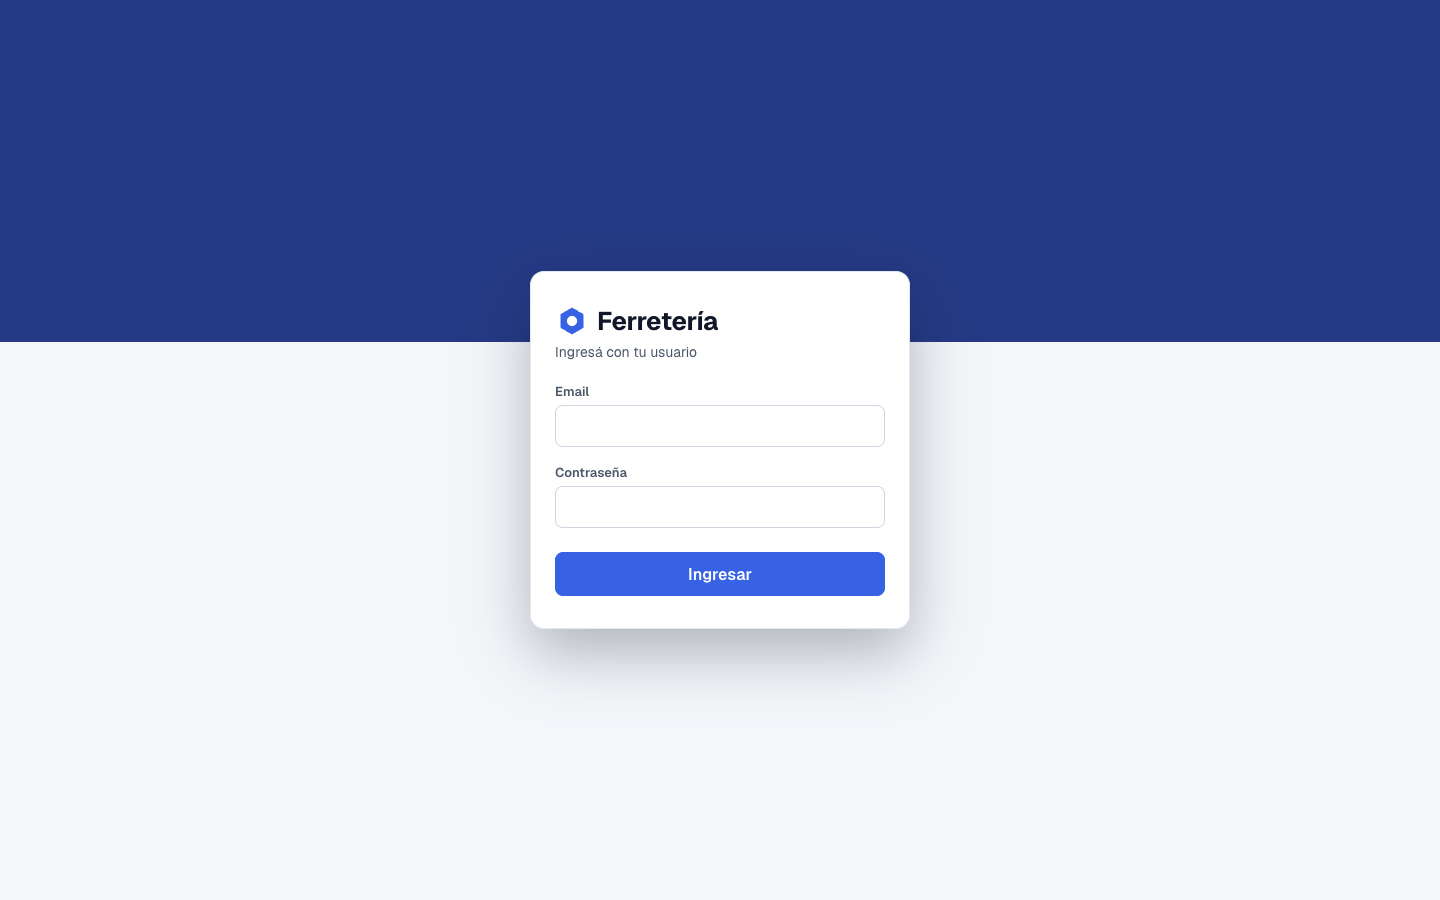 Ferretería
Ingresá con tu usuario
Email
Contraseña
Ingresar